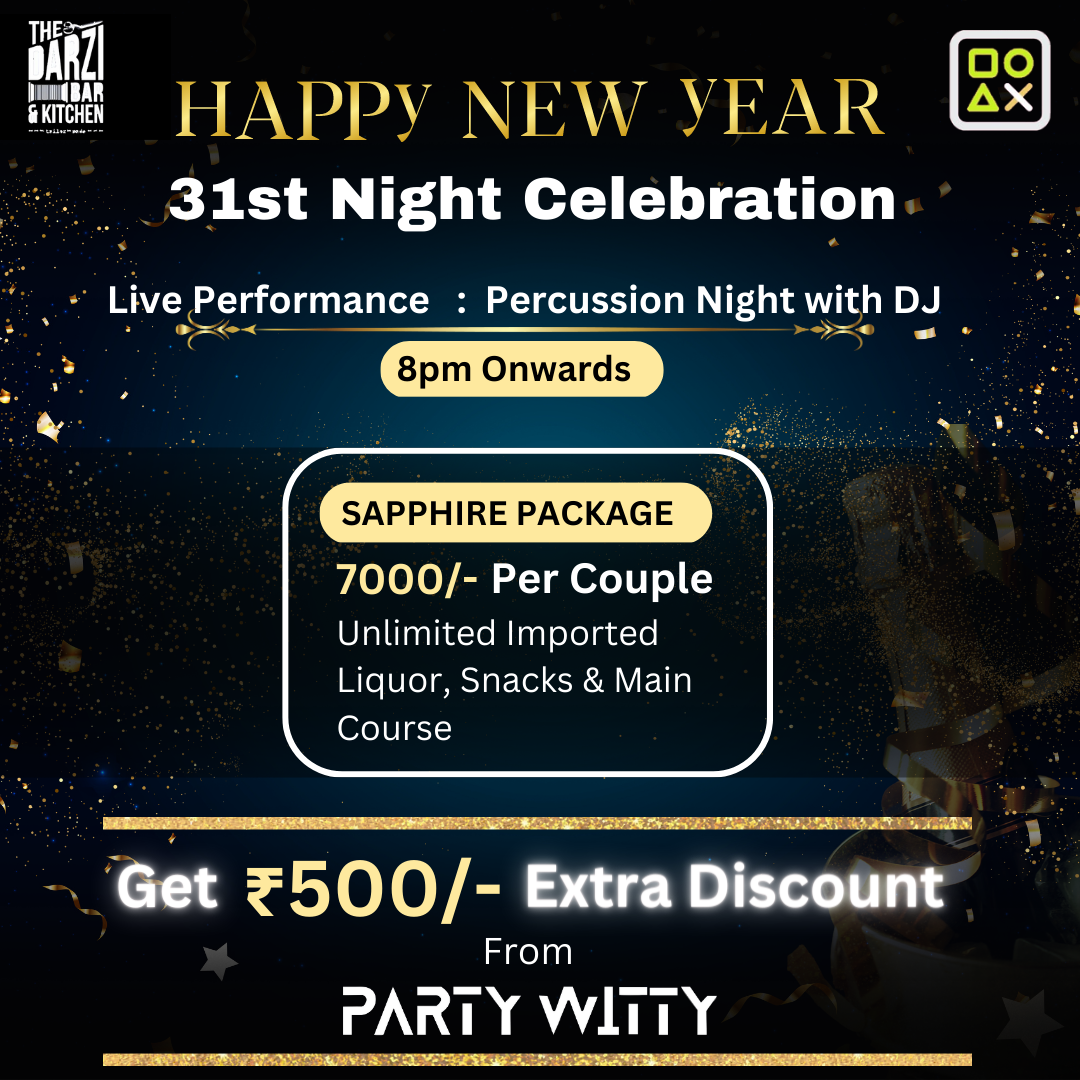 THE
DARZI
BAR
& KITCHEN
HAPPy NEW yEAR
31st Night Celebration
Live Performance : Percussion Night with DJ
8pm Onwards
SAPPHIRE PACKAGE
7000/- Per Couple
Unlimited Imported
Liquor, Snacks & Main
Course
Get ₹500/- Extra Discount
From
PARTY WITTY